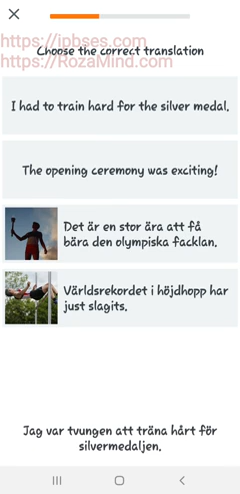 https://ipbses.com
Choose the correct translation
https://RozaMind.com
I had to train hard for the silver medal.
The opening ceremony was exciting!
Det är en stor ära att få
bära den olympiska facklan.
Världsrekordet i höjdhopp har
just slagits.
Jag var tvungen att träna hårt för
silvermedaljen.